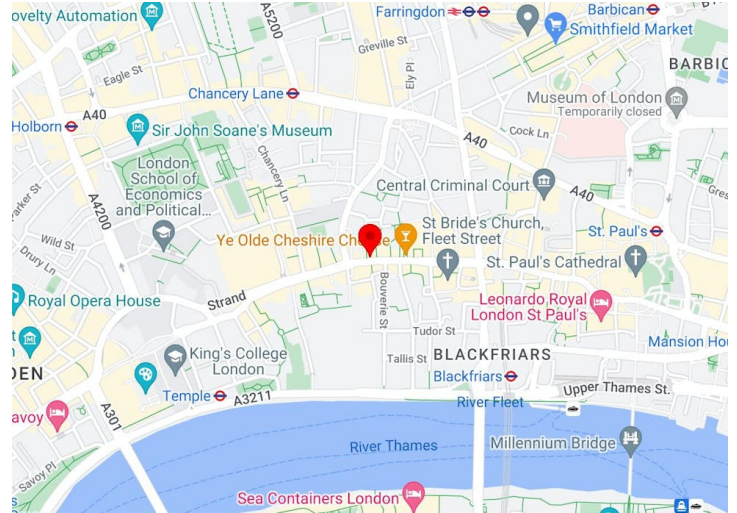 ovelty Automation
Farringdon
Barbican
Smithfield Market
A5200
Greville St
Eagle St
Ely Pl
BARBIC
Chancery Lane
Museum of London
Temporarily closed
A40
Holborn
Sir John Soane's Museum
A40
Cock Ln
London
School of
Economics
and Political...
Chancery Ln
Central Criminal Court
A40
Gres
A4200
arker St
Wild St
Drury Ln
Ye Olde Cheshire Che
e
St Bride's Church,
Fleet Street
St. Paul's
St. Paul's Cathedral
Royal Opera House
Strand
Bouverie St
Leonardo Royal
London St Paul's
Tudor St
King's College
London
Tallis St
BLACKFRIARS
Mansion Hou
DEN
Blackfriars
Temple
A3211
Upper Thames St.
River Fleet
avoy
A301
River Thames
Millennium Bridge
Savoy Pl
Sea Containers London